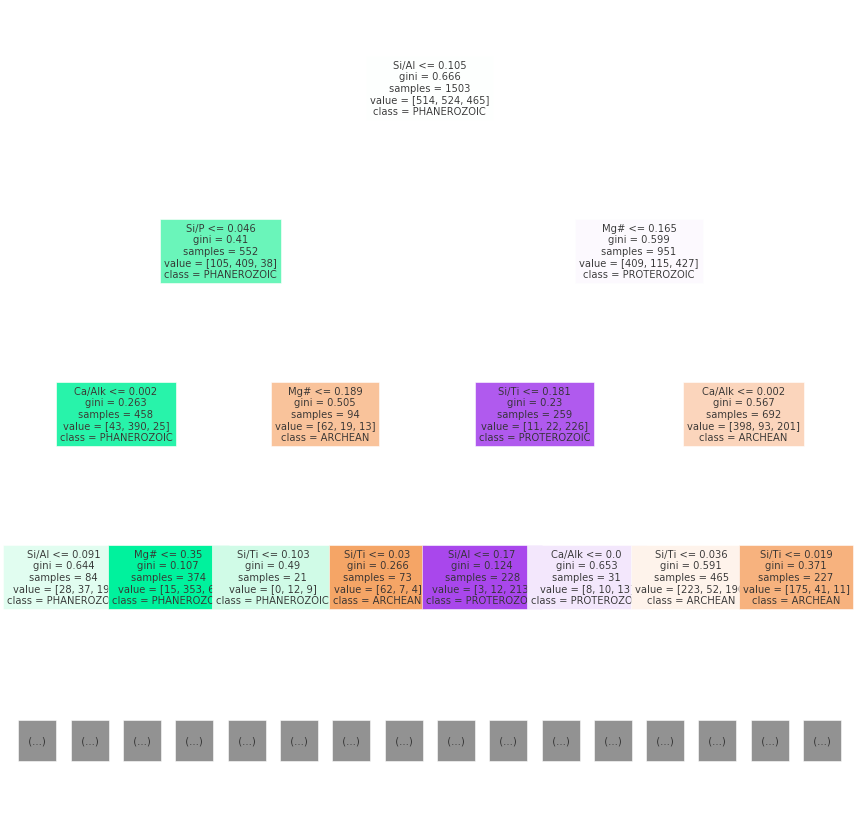 Si/Al <= 0.105
gini = 0.666
samples = 1503
value = [514, 524, 465]
class = PHANEROZOIC
Si/P <= 0.046
gini = 0.41
samples = 552
value = [105, 409, 38]
class = PHANEROZOIC
Mg# <= 0.165
gini = 0.599
samples = 951
value = [409, 115, 427]
class = PROTEROZOIC
Ca/Alk <= 0.002
gini = 0.263
samples = 458
value = [43, 390, 25]
class = PHANEROZOIC
Mg# <= 0.189
gini = 0.505
samples = 94
value = [62, 19, 13]
class = ARCHEAN
Si/Ti <= 0.181
gini = 0.23
samples = 259
value = [11, 22, 226]
class = PROTEROZOIC
Ca/Alk <= 0.002
gini = 0.567
samples = 692
value = [398, 93, 201]
class = ARCHEAN
Si/Al <= 0.091
gini = 0.644
samples = 84
value = [28, 37, 19
class = PHANEROZO
Mg# <= 0.35
gini = 0.107
samples = 374
value = [15, 353, 6
class = PHANEROZO
Si/Ti <= 0.103
gini = 0.49
samples = 21
value = [0, 12, 9]
class = PHANEROZOIC
Si/Ti <= 0.03
gini = 0.266
samples = 73
value = [62, 7, 4]
class = ARCHEAN
Si/Al <= 0.17
gini = 0.124
samples = 228
value = [3, 12, 213
class = PROTEROZO
Ca/Alk <= 0.0
gini = 0.653
samples = 31
value = [8, 10, 13
class = PROTEROZO
Si/Ti <= 0.036
gini = 0.591
samples = 465
value = [223, 52, 19
class = ARCHEAN
Si/Ti <= 0.019
gini = 0.371
samples = 227
value = [175, 41, 11]
class = ARCHEAN
(...) (...) (...) (...) (...) (...) (...) (...) (...) (...) (...) (...) (...) (...) (...) (...)